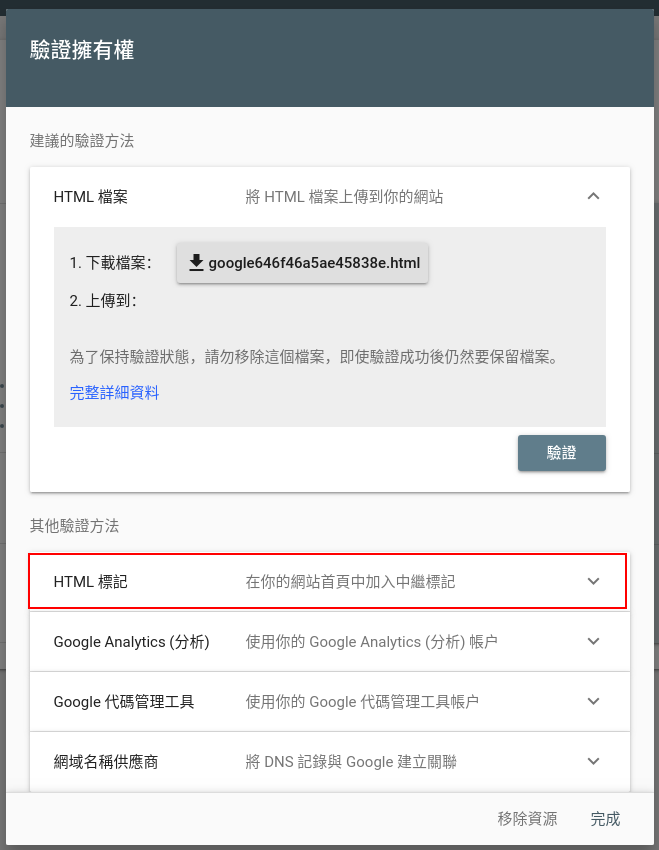 驗證擁有權
建議的驗證方法
HTML 檔案 將 HTML 檔案上傳到你的網站
1. 下載檔案： google646f46a5ae45838e.html
2. 上傳到：
為了保持驗證狀態，請勿移除這個檔案，即使驗證成功後仍然要保留檔案。
完整詳細資料
驗證
其他驗證方法
HTML 標記 在你的網站首頁中加入中繼標記
Google Analytics (分析) 使用你的 Google Analytics (分析) 帳户
Google 代碼管理工具 使用你的 Google 代碼管理工具帳户
網域名稱供應商 將 DNS 記錄與 Google 建立關聯
移除資源 完成